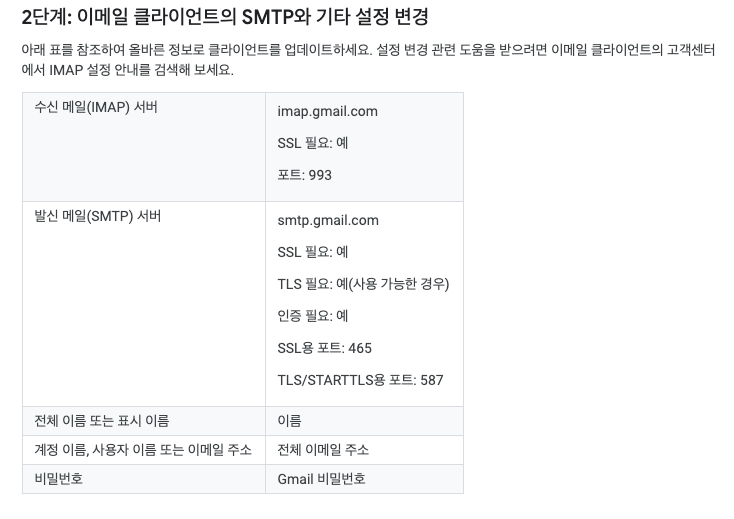 2단계: 이메일 클라이언트의 SMTP와 기타 설정 변경
아래 표를 참조하여 올바른 정보로 클라이언트를 업데이트하세요. 설정 변경 관련 도움을 받으려면 이메일 클라이언트의 고객센터
에서 IMAP 설정 안내를 검색해 보세요.
수신 메일(IMAP) 서버
imap.gmail.com
SSL 필요: 예
포트: 993
발신 메일(SMTP) 서버
smtp.gmail.com
SSL 필요: 예
TLS 필요: 예(사용 가능한 경우)
인증 필요: 예
SSL용 포트: 465
TLS/STARTTLS용 포트: 587
전체 이름 또는 표시 이름
이름
계정 이름, 사용자 이름 또는 이메일 주소
전체 이메일 주소
비밀번호
Gmail 비밀번호